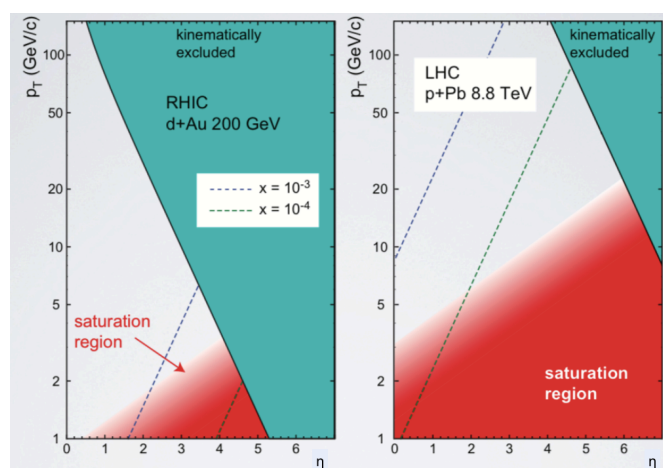 p_T (GeV/c)
100
50
20
10
5
2
1
kinematically
excluded
RHIC
d+Au 200 GeV
x = 10⁻³
x = 10⁻⁴
saturation
region
0 1 2 3 4 5 6 η
p_T (GeV/c)
100
50
20
10
5
2
1
kinematically
excluded
LHC
p+Pb 8.8 TeV
saturation
region
0 1 2 3 4 5 6 η